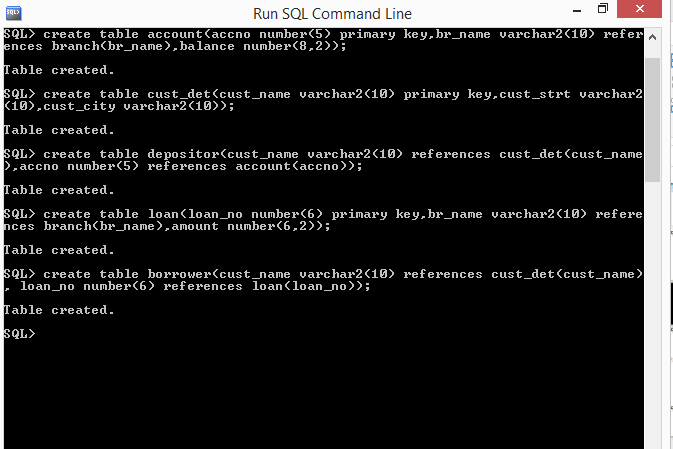 Run SQL Command Line
SQL> create table account(accno number(5) primary key,br_name varchar2(10) refer
ences branch(br_name),balance number(8,2));
Table created.
SQL> create table cust_det(cust_name varchar2(10) primary key,cust_strt varchar2
(10),cust_city varchar2(10));
Table created.
SQL> create table depositor(cust_name varchar2(10) references cust_det(cust_name
),accno number(5) references account(accno));
Table created.
SQL> create table loan(loan_no number(6) primary key,br_name varchar2(10) refere
nces branch(br_name),amount number(6,2));
Table created.
SQL> create table borrower(cust_name varchar2(10) references cust_det(cust_name)
, loan_no number(6) references loan(loan_no));
Table created.
SQL>